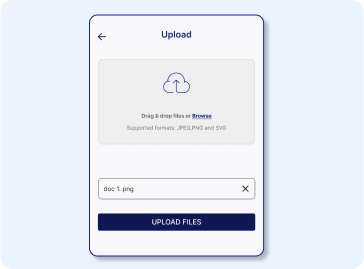 Upload
Drag & drop files or Browse
Supported formats: JPEG,PNG and SVG
doc 1. png
UPLOAD FILES